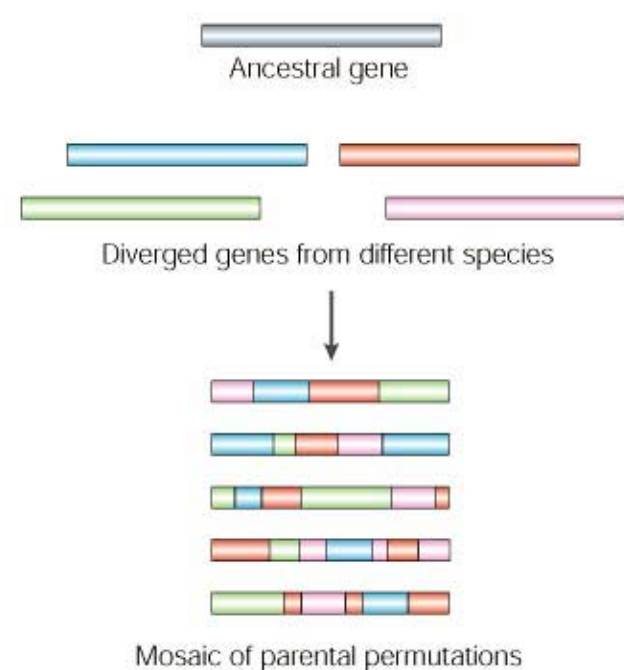 Ancestral gene
Diverged genes from different species
Mosaic of parental permutations